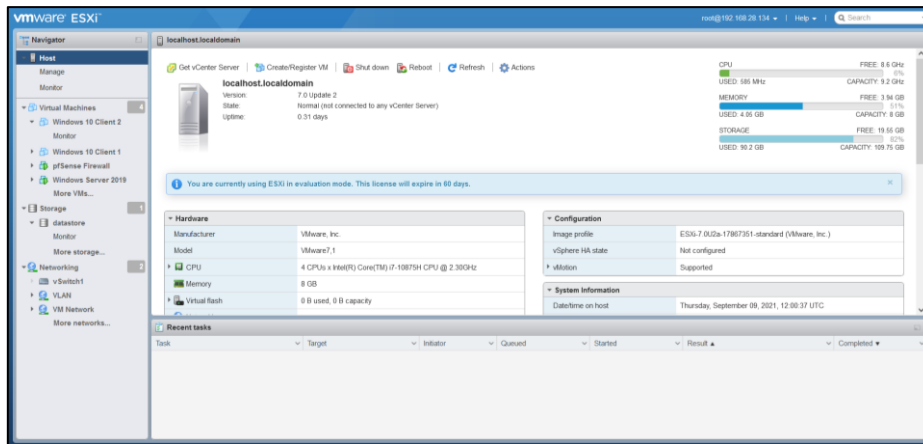 vmware ESXi
root@192.168.28.134
Help
Search
Navigator
Host
Manage
Monitor
Virtual Machines
4
Windows 10 Client 2
Monitor
Windows 10 Client 1
pfSense Firewall
Windows Server 2019
More VMs...
Storage
1
datastore
Monitor
More storage...
Networking
2
vSwitch1
VLAN
VM Network
More networks...
localhost.localdomain
Get vCenter Server
Create/Register VM
Shut down
Reboot
Refresh
Actions
localhost.localdomain
Version: 7.0 Update 2
State: Normal (not connected to any vCenter Server)
Uptime: 0.31 days
CPU FREE: 8.6 GHz
6%
USED: 585 MHz CAPACITY: 9.2 GHz
MEMORY FREE: 3.94 GB
51%
USED: 4.05 GB CAPACITY: 8 GB
STORAGE FREE: 19.55 GB
82%
USED: 90.2 GB CAPACITY: 109.75 GB
You are currently using ESXi in evaluation mode. This license will expire in 60 days.
Hardware
Manufacturer VMware, Inc.
Model VMware7,1
CPU 4 CPUs x Intel(R) Core(TM) i7-10875H CPU @ 2.30GHz
Memory 8 GB
Virtual flash 0 B used, 0 B capacity
Configuration
Image profile ESXi-7.0U2a-17867351-standard (VMware, Inc.)
vSphere HA state Not configured
vMotion Supported
System Information
Date/time on host Thursday, September 09, 2021, 12:00:37 UTC
Recent tasks
Task Target Initiator Queued Started Result Completed